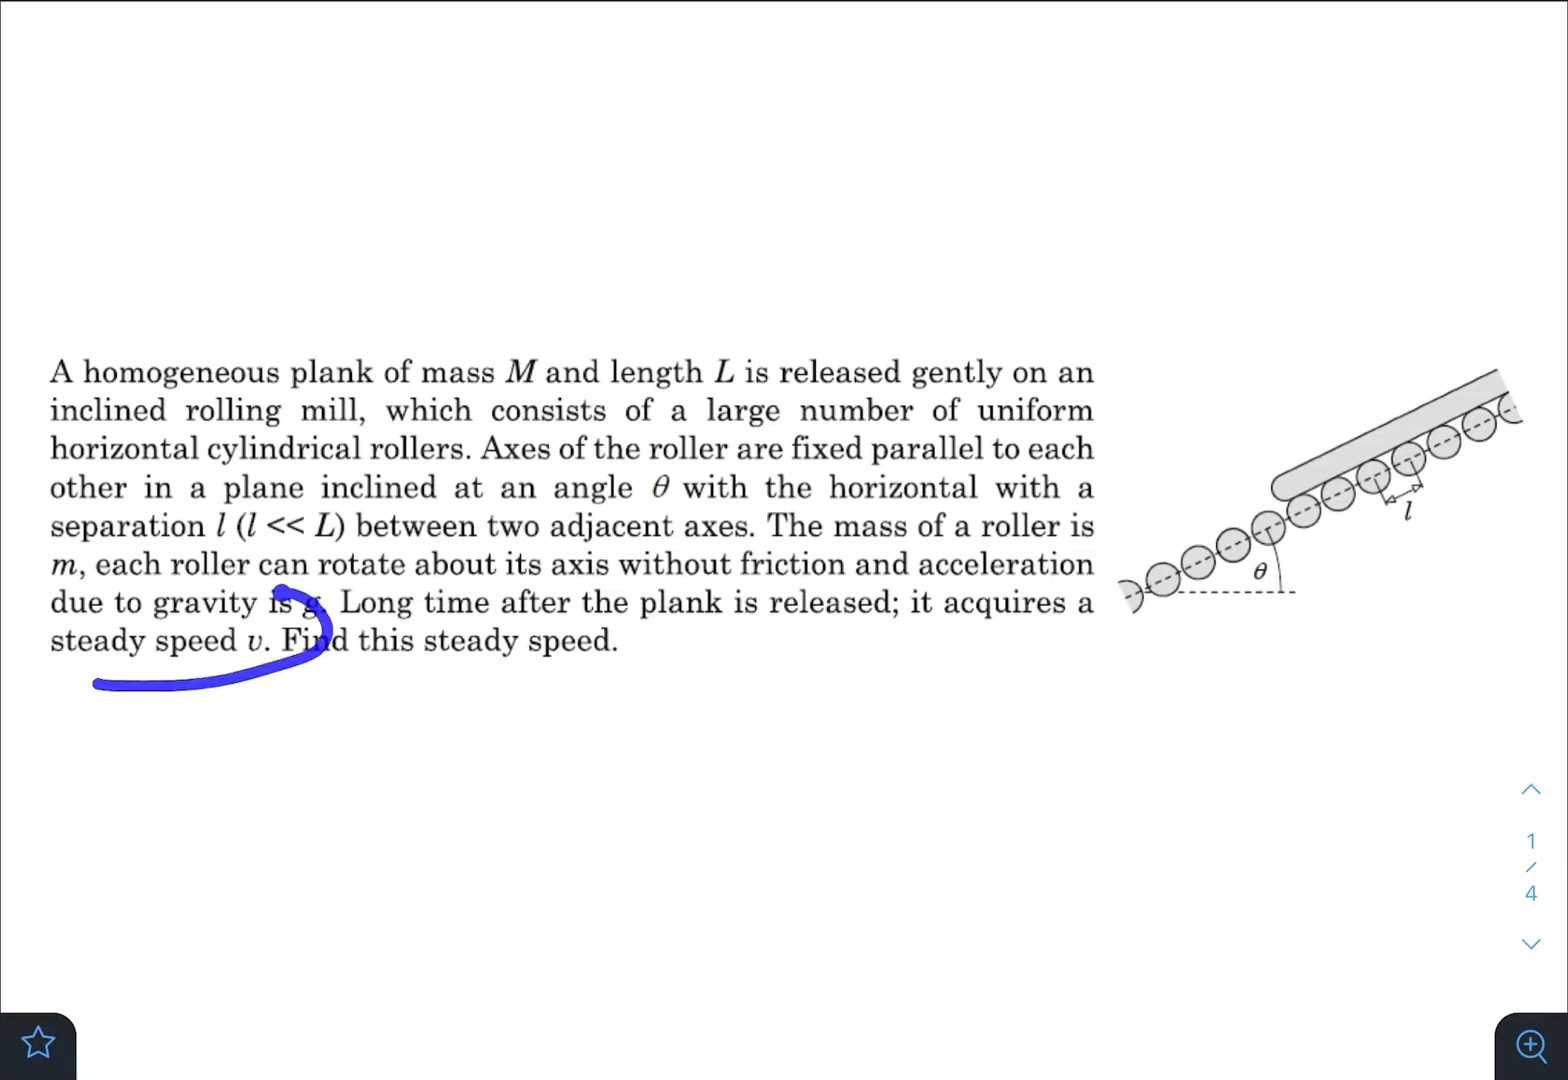 A homogeneous plank of mass M and length L is released gently on an
inclined rolling mill, which consists of a large number of uniform
horizontal cylindrical rollers. Axes of the roller are fixed parallel to each
other in a plane inclined at an angle θ with the horizontal with a
separation l (l << L) between two adjacent axes. The mass of a roller is
m, each roller can rotate about its axis without friction and acceleration
due to gravity is g. Long time after the plank is released; it acquires a
steady speed v. Find this steady speed.
l
θ
1
/
4